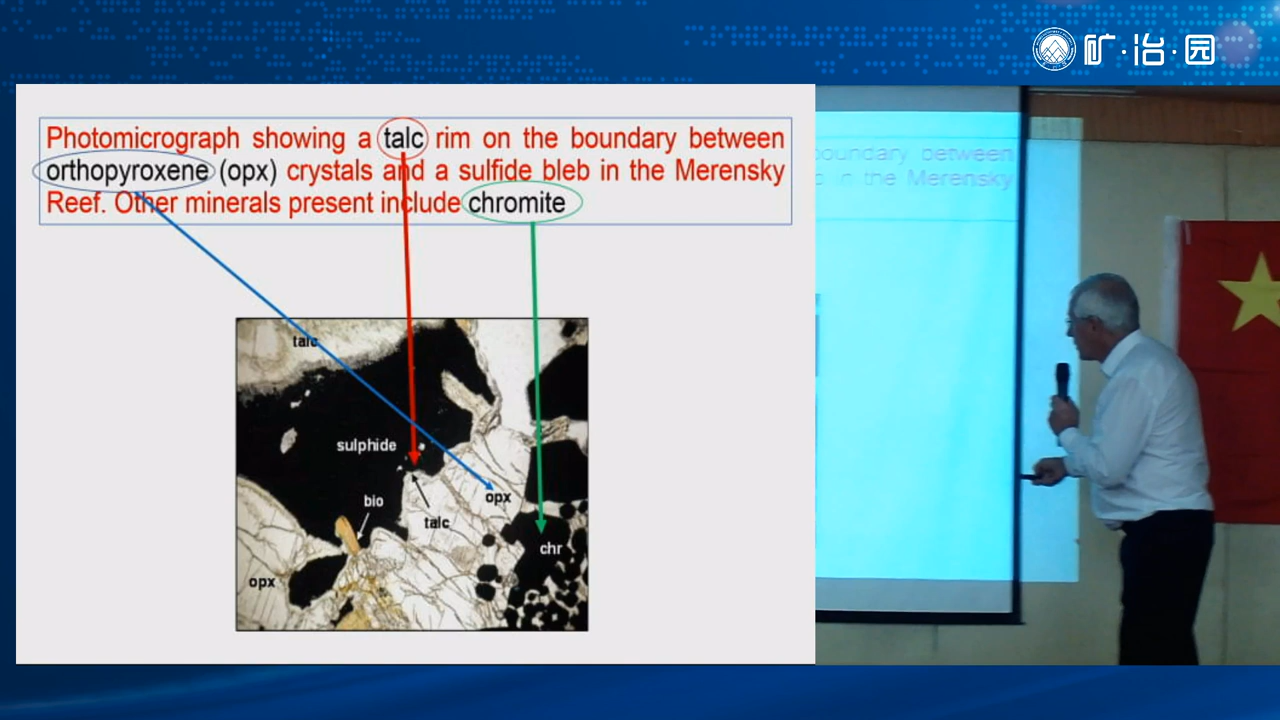 矿·冶·园
Photomicrograph showing a talc rim on the boundary between
orthopyroxene (opx) crystals and a sulfide bleb in the Merensky
Reef. Other minerals present include chromite
boundary between
in the Merensky
talc
sulphide
bio
opx
talc
chr
opx